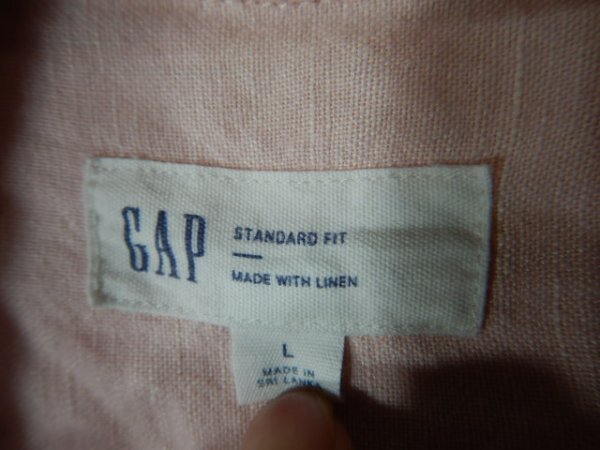 GAP
STANDARD FIT
MADE WITH LINEN
L
MADE IN
SRI LANKA